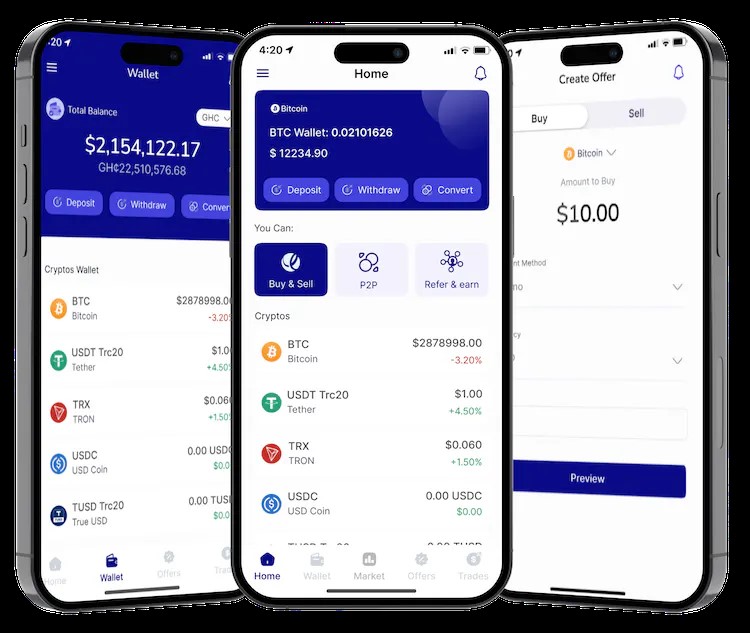 :20
Wallet
Total Balance
GHC
$2,154,122.17
GH¢22,510,576.68
Deposit
Withdraw
Conver
Cryptos Wallet
BTC
$2878998.00
Bitcoin
-3.20%
USDT Trc20
$1.0
Tether
+4.50
TRX
$0.060
TRON
+1.50
USDC
0.00 USDC
USD Coin
$0.0
TUSD Trc20
0.00 TUSD
True USD
$0.0
Home
Wallet
Offers
Tra
4:20
Home
Bitcoin
BTC Wallet: 0.02101626
$ 12234.90
Deposit
Withdraw
Convert
You Can:
Buy & Sell
P2P
Refer & earn
Cryptos
BTC
$2878998.00
Bitcoin
-3.20%
USDT Trc20
$1.00
Tether
+4.50%
TRX
$0.060
TRON
+1.50%
USDC
0.00 USDC
USD Coin
$0.00
Home
Wallet
Market
Offers
Trades
Create Offer
Buy
Sell
Bitcoin
Amount to Buy
$10.00
nt Method
mo
cy
Preview